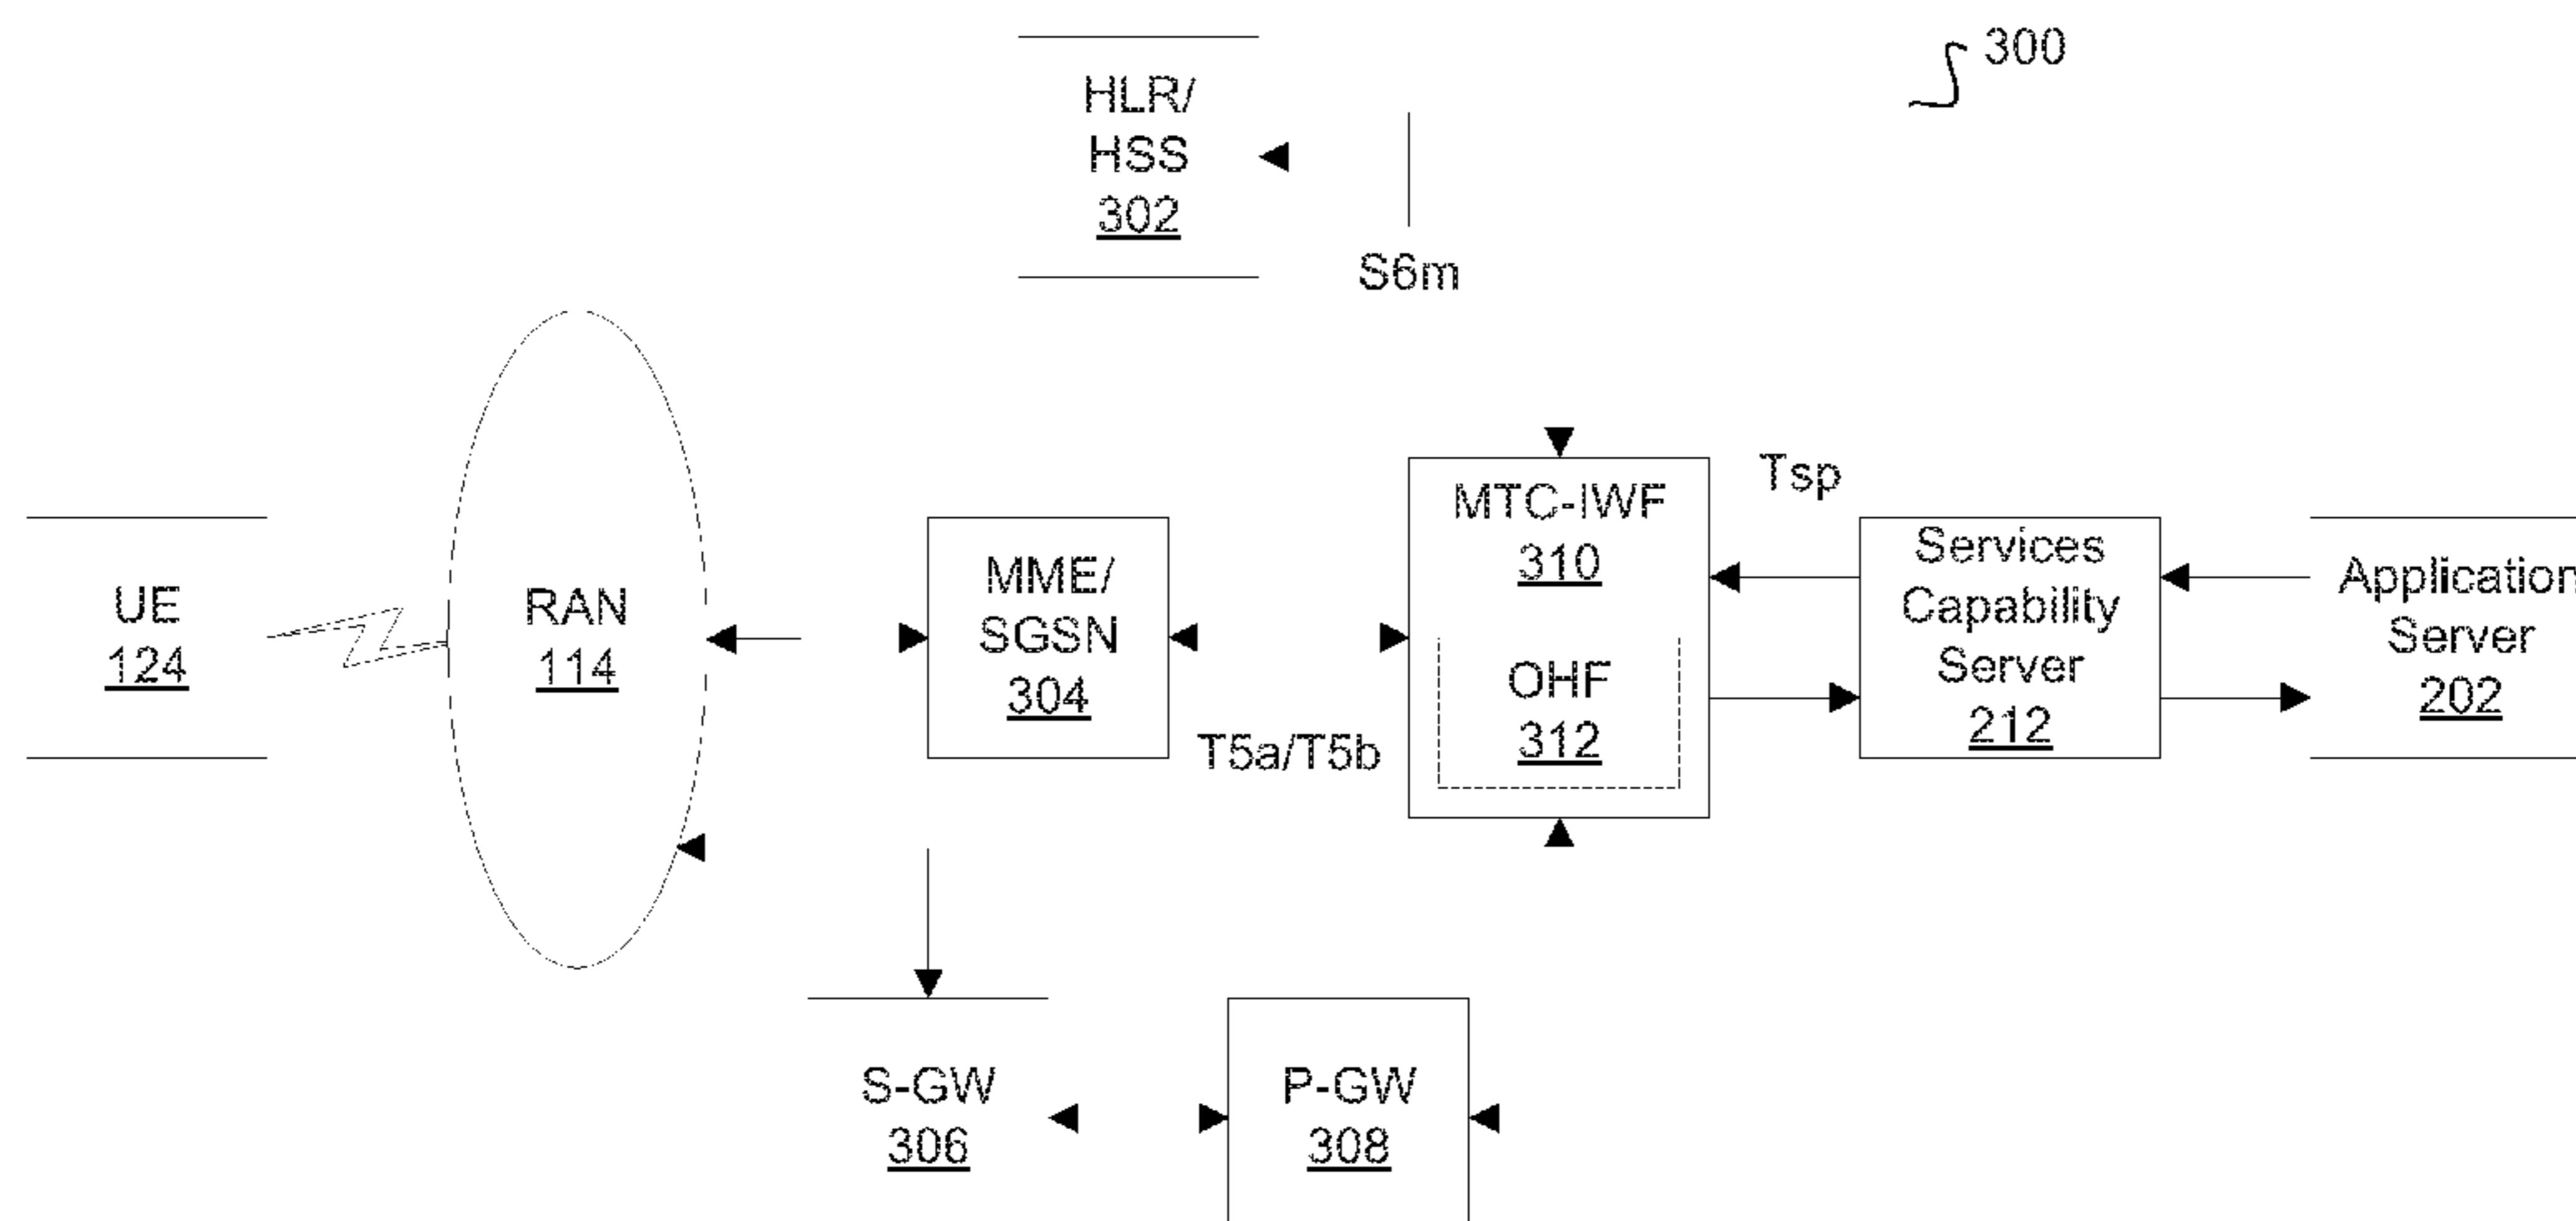 300
HLR/
HSS
302
S6m
UE
124
RAN
114
MME/
SGSN
304
T5a/T5b
MTC-IWF
310
OHF
312
Tsp
Services
Capability
Server
212
Application
Server
202
S-GW
306
P-GW
308